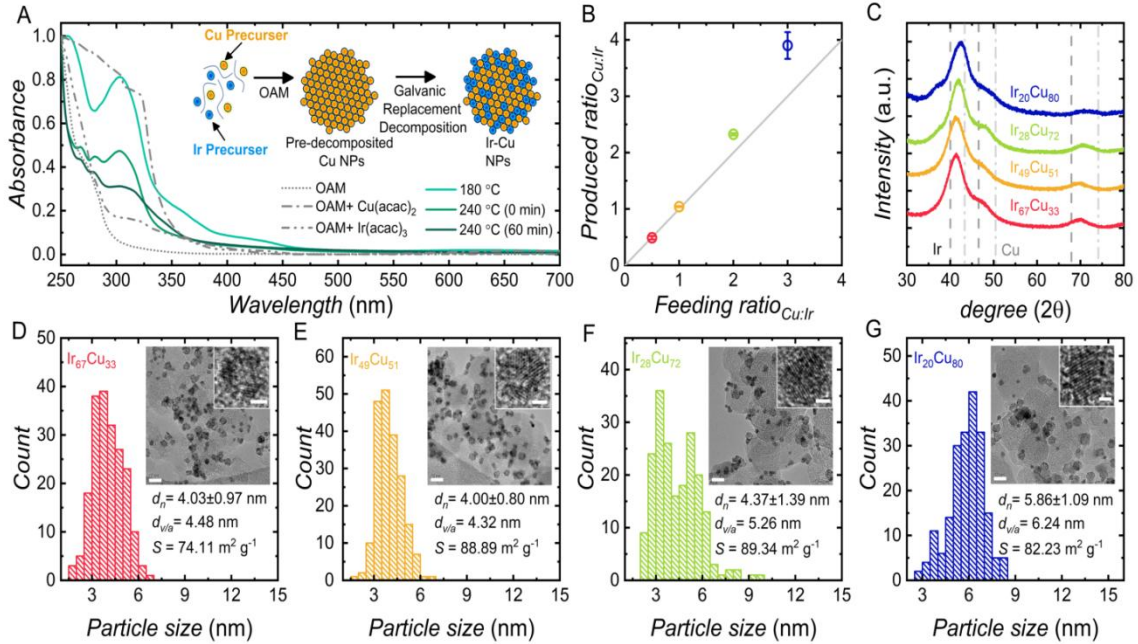 A
Absorbance
1.0
0.8
0.6
0.4
0.2
0.0
250 300 350 400 450 500 550 600 650 700
Wavelength (nm)
Cu Precurser
Ir Precurser
OAM
Pre-decomposited
Cu NPs
Galvanic
Replacement
Decomposition
Ir-Cu
NPs
OAM
OAM+ Cu(acac)₂
OAM+ Ir(acac)₃
180 °C
240 °C (0 min)
240 °C (60 min)
B
Produced ratioCu:Ir
4
3
2
1
0
0 1 2 3 4
Feeding ratioCu:Ir
C
Intensity (a.u.)
Ir₂₀Cu₈₀
Ir₂₈Cu₇₂
Ir₄₉Cu₅₁
Ir₆₇Cu₃₃
Ir
Cu
30 40 50 60 70 80
degree (2θ)
D
Ir₆₇Cu₃₃
Count
50
40
30
20
10
0
dn= 4.03±0.97 nm
dv/a= 4.48 nm
S = 74.11 m² g⁻¹
3 6 9 12 15
Particle size (nm)
E
Ir₄₉Cu₅₁
Count
60
50
40
30
20
10
0
dn= 4.00±0.80 nm
dv/a= 4.32 nm
S = 88.89 m² g⁻¹
3 6 9 12 15
Particle size (nm)
F
Ir₂₈Cu₇₂
Count
40
30
20
10
0
dn= 4.37±1.39 nm
dv/a= 5.26 nm
S = 89.34 m² g⁻¹
3 6 9 12 15
Particle size (nm)
G
Ir₂₀Cu₈₀
Count
50
40
30
20
10
0
dn= 5.86±1.09 nm
dv/a= 6.24 nm
S = 82.23 m² g⁻¹
3 6 9 12 15
Particle size (nm)